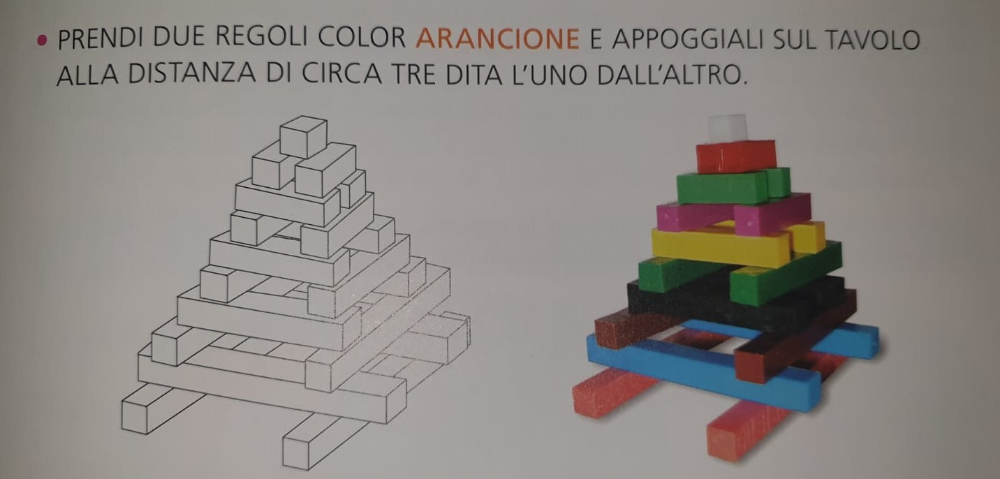 • PRENDI DUE REGOLI COLOR ARANCIONE E APPOGGIALI SUL TAVOLO
ALLA DISTANZA DI CIRCA TRE DITA L'UNO DALL'ALTRO.